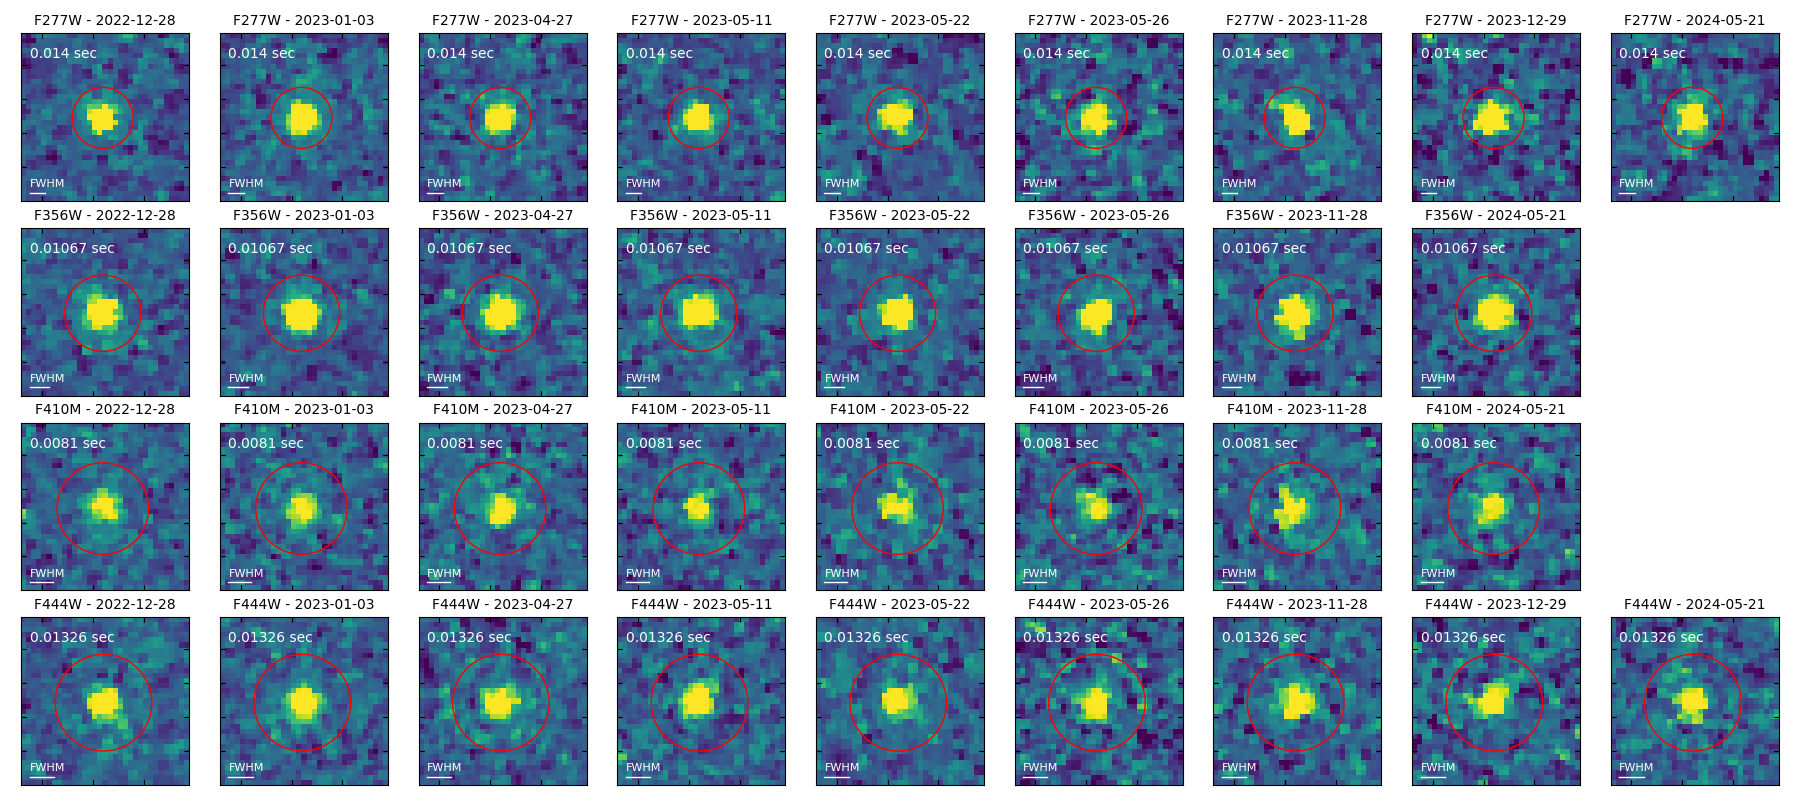 F277W - 2022-12-28 F277W - 2023-01-03 F277W - 2023-04-27 F277W - 2023-05-11 F277W - 2023-05-22 F277W - 2023-05-26 F277W - 2023-11-28 F277W - 2023-12-29 F277W - 2024-05-21
0.014 sec 0.014 sec 0.014 sec 0.014 sec 0.014 sec 0.014 sec 0.014 sec 0.014 sec 0.014 sec
FWHM FWHM FWHM FWHM FWHM FWHM FWHM FWHM FWHM
F356W - 2022-12-28 F356W - 2023-01-03 F356W - 2023-04-27 F356W - 2023-05-11 F356W - 2023-05-22 F356W - 2023-05-26 F356W - 2023-11-28 F356W - 2024-05-21
0.01067 sec 0.01067 sec 0.01067 sec 0.01067 sec 0.01067 sec 0.01067 sec 0.01067 sec 0.01067 sec
FWHM FWHM FWHM FWHM FWHM FWHM FWHM FWHM
F410M - 2022-12-28 F410M - 2023-01-03 F410M - 2023-04-27 F410M - 2023-05-11 F410M - 2023-05-22 F410M - 2023-05-26 F410M - 2023-11-28 F410M - 2024-05-21
0.0081 sec 0.0081 sec 0.0081 sec 0.0081 sec 0.0081 sec 0.0081 sec 0.0081 sec 0.0081 sec
FWHM FWHM FWHM FWHM FWHM FWHM FWHM FWHM
F444W - 2022-12-28 F444W - 2023-01-03 F444W - 2023-04-27 F444W - 2023-05-11 F444W - 2023-05-22 F444W - 2023-05-26 F444W - 2023-11-28 F444W - 2023-12-29 F444W - 2024-05-21
0.01326 sec 0.01326 sec 0.01326 sec 0.01326 sec 0.01326 sec 0.01326 sec 0.01326 sec 0.01326 sec 0.01326 sec
FWHM FWHM FWHM FWHM FWHM FWHM FWHM FWHM FWHM